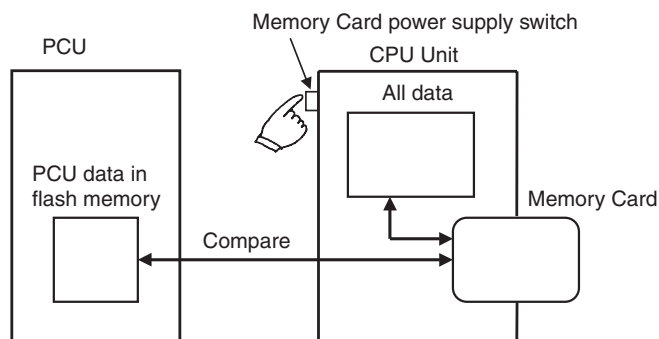 Memory Card power supply switch
PCU
CPU Unit
All data
PCU data in
flash memory
Memory Card
Compare